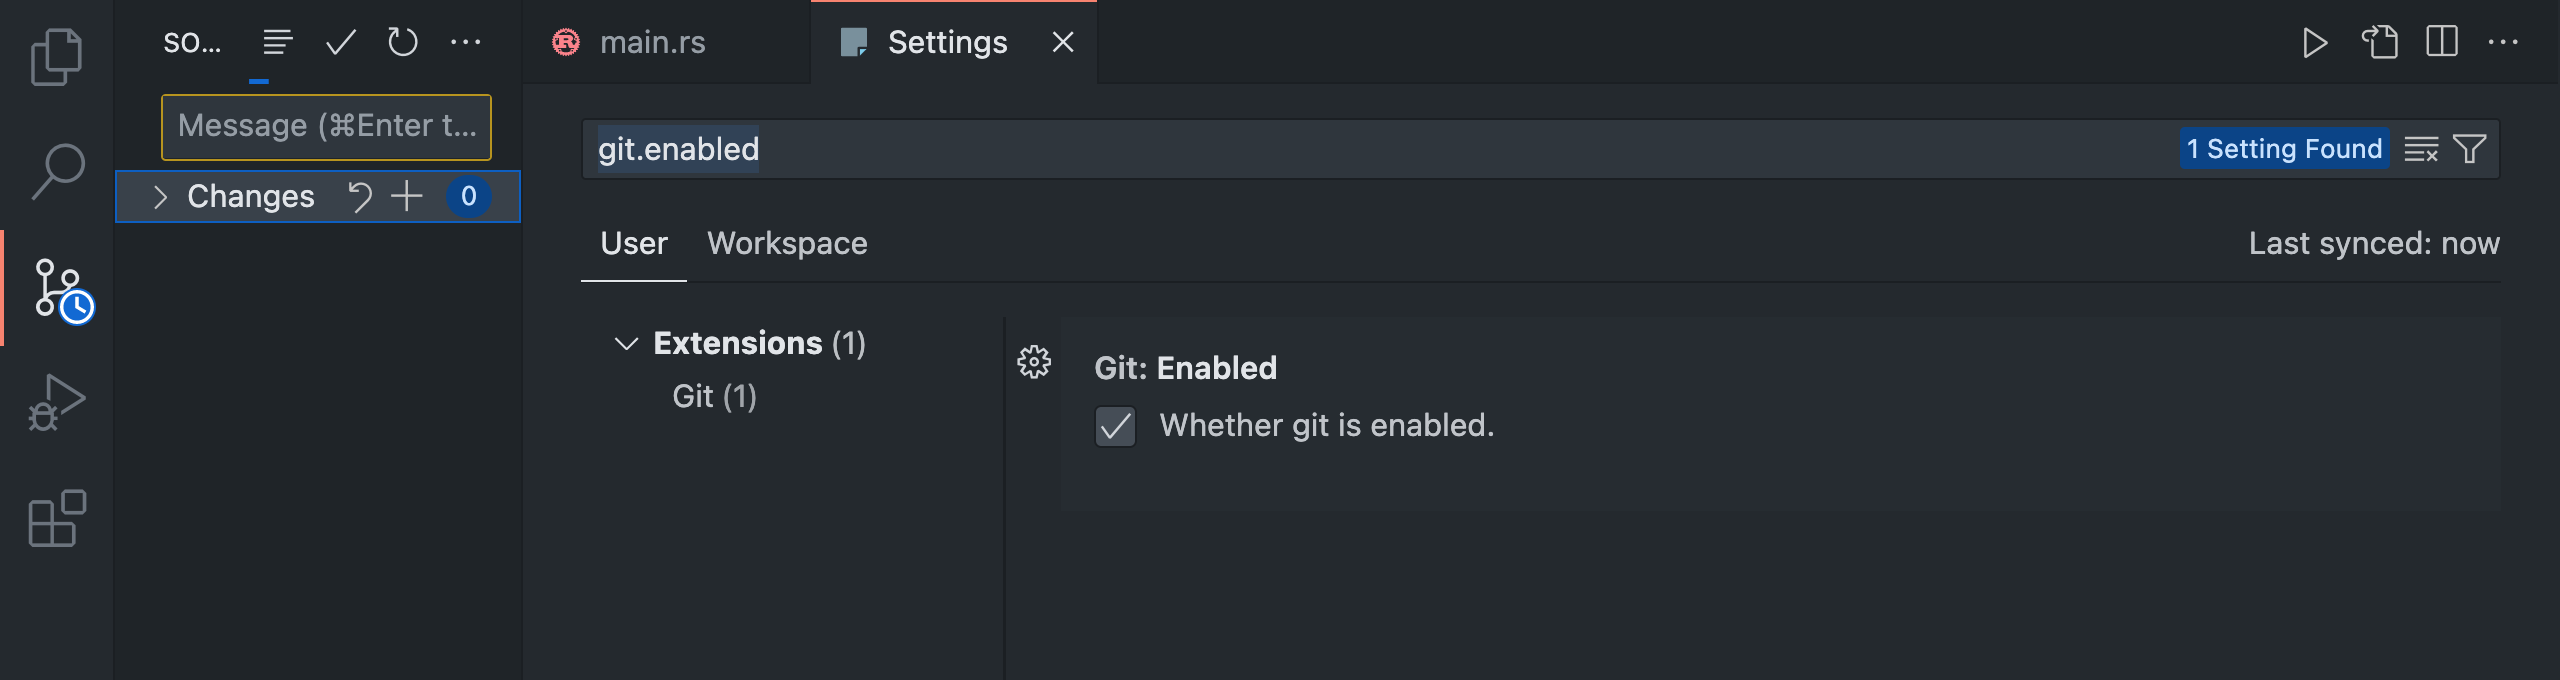 SO...
Message (⌘Enter t...
Changes
0
main.rs
Settings
git.enabled
1 Setting Found
User
Workspace
Last synced: now
Extensions (1)
Git (1)
Git: Enabled
Whether git is enabled.